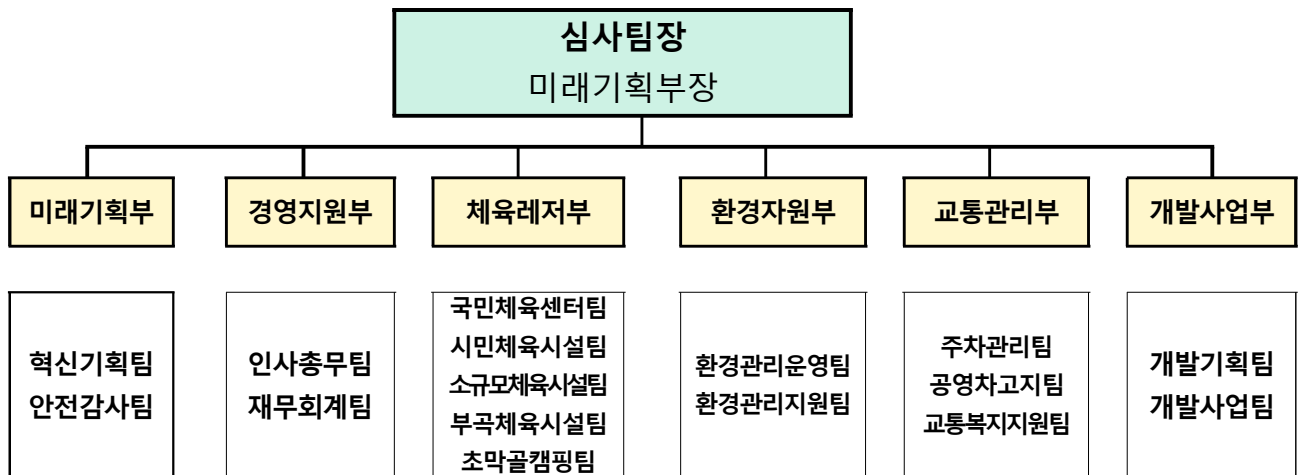 심사팀장
미래기획부장
미래기획부
경영지원부
체육레저부
환경자원부
교통관리부
개발사업부
혁신기획팀
안전감사팀
인사총무팀
재무회계팀
국민체육센터팀
시민체육시설팀
소규모체육시설팀
부곡체육시설팀
초막골캠핑팀
환경관리운영팀
환경관리지원팀
주차관리팀
공영차고지팀
교통복지지원팀
개발기획팀
개발사업팀